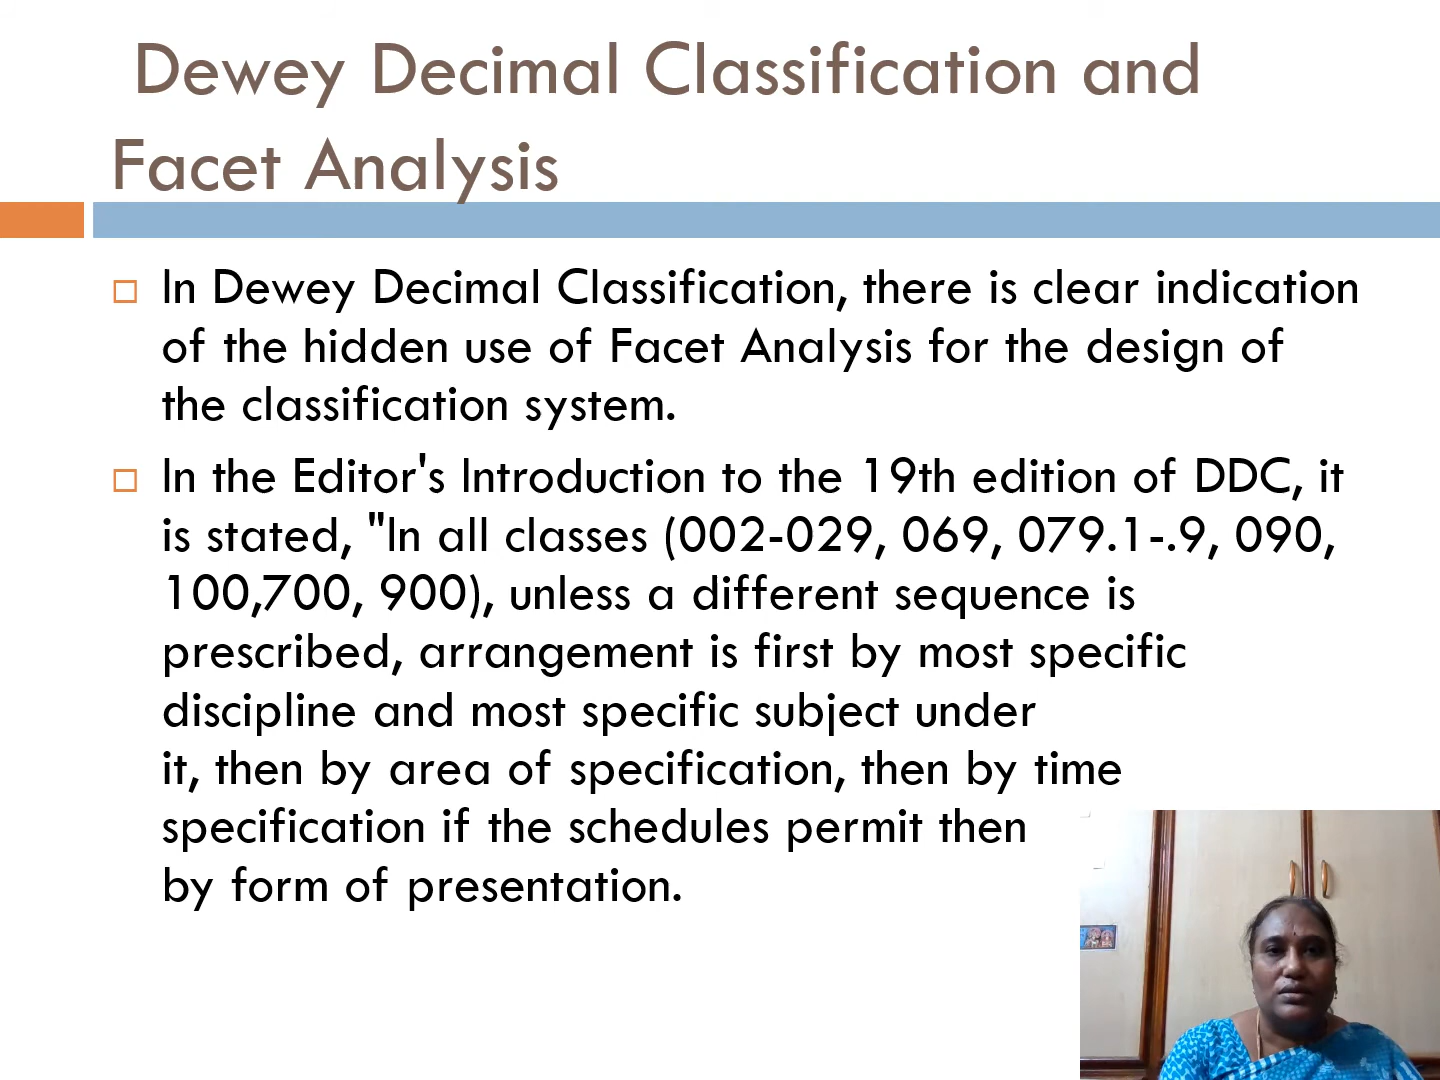 Dewey Decimal Classification and
Facet Analysis
In Dewey Decimal Classification, there is clear indication
of the hidden use of Facet Analysis for the design of
the classification system.
In the Editor's Introduction to the 19th edition of DDC, it
is stated, "In all classes (002-029, 069, 079.1-.9, 090,
100,700, 900), unless a different sequence is
prescribed, arrangement is first by most specific
discipline and most specific subject under
it, then by area of specification, then by time
specification if the schedules permit then
by form of presentation.